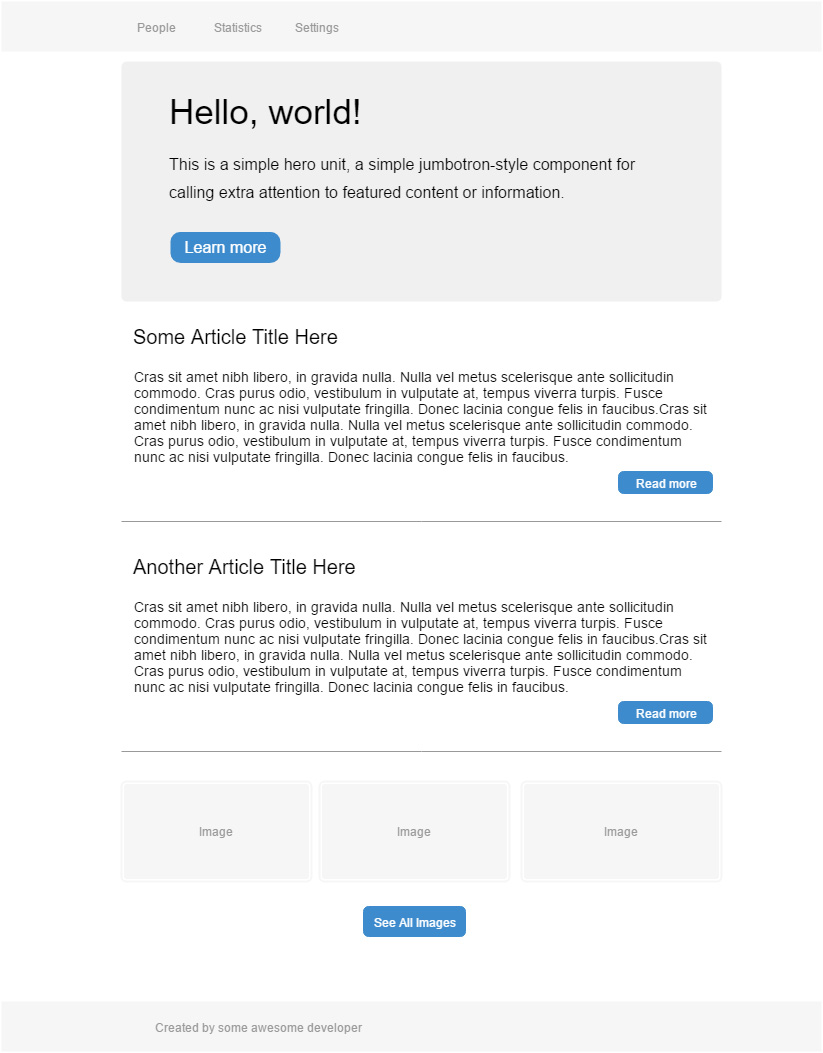 People Statistics Settings
Hello, world!
This is a simple hero unit, a simple jumbotron-style component for
calling extra attention to featured content or information.
Learn more
Some Article Title Here
Cras sit amet nibh libero, in gravida nulla. Nulla vel metus scelerisque ante sollicitudin
commodo. Cras purus odio, vestibulum in vulputate at, tempus viverra turpis. Fusce
condimentum nunc ac nisi vulputate fringilla. Donec lacinia congue felis in faucibus.Cras sit
amet nibh libero, in gravida nulla. Nulla vel metus scelerisque ante sollicitudin commodo.
Cras purus odio, vestibulum in vulputate at, tempus viverra turpis. Fusce condimentum
nunc ac nisi vulputate fringilla. Donec lacinia congue felis in faucibus.
Read more
Another Article Title Here
Cras sit amet nibh libero, in gravida nulla. Nulla vel metus scelerisque ante sollicitudin
commodo. Cras purus odio, vestibulum in vulputate at, tempus viverra turpis. Fusce
condimentum nunc ac nisi vulputate fringilla. Donec lacinia congue felis in faucibus.Cras sit
amet nibh libero, in gravida nulla. Nulla vel metus scelerisque ante sollicitudin commodo.
Cras purus odio, vestibulum in vulputate at, tempus viverra turpis. Fusce condimentum
nunc ac nisi vulputate fringilla. Donec lacinia congue felis in faucibus.
Read more
Image Image Image
See All Images
Created by some awesome developer